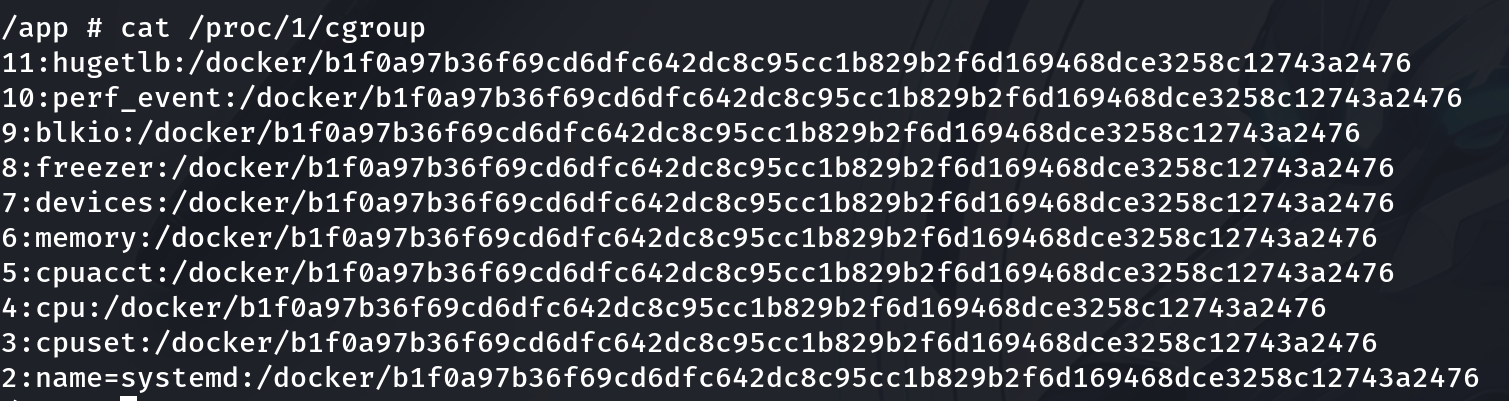 /app # cat /proc/1/cgroup
11:hugetlb:/docker/b1f0a97b36f69cd6dfc642dc8c95cc1b829b2f6d169468dce3258c12743a2476
10:perf_event:/docker/b1f0a97b36f69cd6dfc642dc8c95cc1b829b2f6d169468dce3258c12743a2476
9:blkio:/docker/b1f0a97b36f69cd6dfc642dc8c95cc1b829b2f6d169468dce3258c12743a2476
8:freezer:/docker/b1f0a97b36f69cd6dfc642dc8c95cc1b829b2f6d169468dce3258c12743a2476
7:devices:/docker/b1f0a97b36f69cd6dfc642dc8c95cc1b829b2f6d169468dce3258c12743a2476
6:memory:/docker/b1f0a97b36f69cd6dfc642dc8c95cc1b829b2f6d169468dce3258c12743a2476
5:cpuacct:/docker/b1f0a97b36f69cd6dfc642dc8c95cc1b829b2f6d169468dce3258c12743a2476
4:cpu:/docker/b1f0a97b36f69cd6dfc642dc8c95cc1b829b2f6d169468dce3258c12743a2476
3:cpuset:/docker/b1f0a97b36f69cd6dfc642dc8c95cc1b829b2f6d169468dce3258c12743a2476
2:name=systemd:/docker/b1f0a97b36f69cd6dfc642dc8c95cc1b829b2f6d169468dce3258c12743a2476